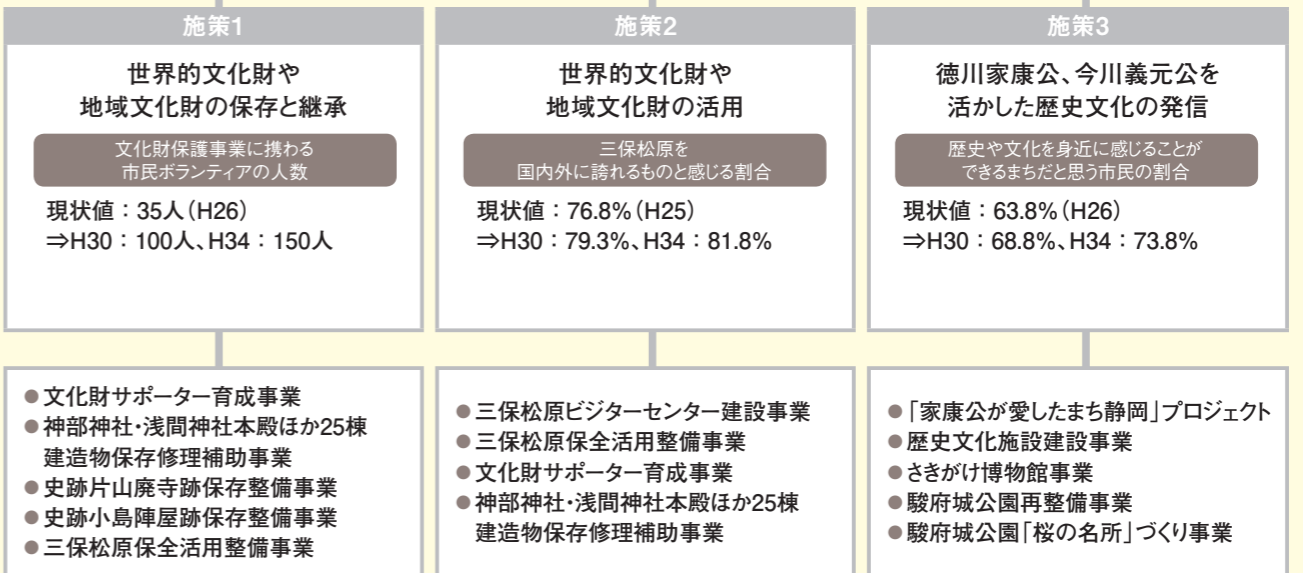 施策1
世界的文化財や
地域文化財の保存と継承
文化財保護事業に携わる
市民ボランティアの人数
現状値：35人（H26）
⇒H30：100人、H34：150人
●文化財サポーター育成事業
●神部神社・浅間神社本殿ほか25棟
建造物保存修理補助事業
●史跡片山廃寺跡保存整備事業
●史跡小島陣屋跡保存整備事業
●三保松原保全活用整備事業
施策2
世界的文化財や
地域文化財の活用
三保松原を
国内外に誇れるものと感じる割合
現状値：76.8%（H25）
⇒H30：79.3%、H34：81.8%
●三保松原ビジターセンター建設事業
●三保松原保全活用整備事業
●文化財サポーター育成事業
●神部神社・浅間神社本殿ほか25棟
建造物保存修理補助事業
施策3
徳川家康公、今川義元公を
活かした歴史文化の発信
歴史や文化を身近に感じることが
できるまちだと思う市民の割合
現状値：63.8%（H26）
⇒H30：68.8%、H34：73.8%
●「家康公が愛したまち静岡」プロジェクト
●歴史文化施設建設事業
●さきがけ博物館事業
●駿府城公園再整備事業
●駿府城公園「桜の名所」づくり事業